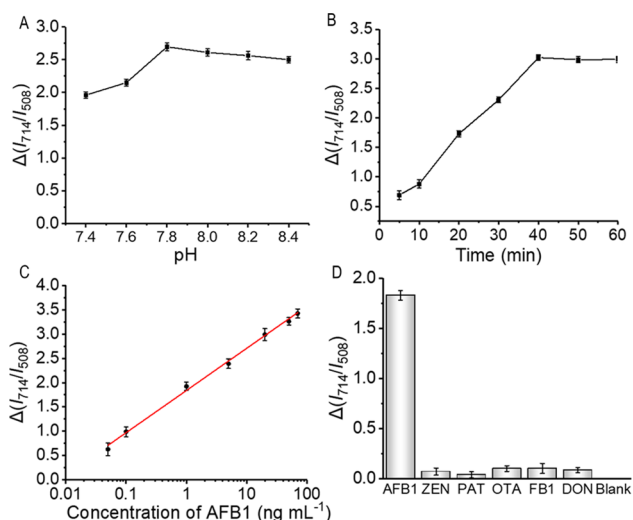 A
3.0
2.5
2.0
1.5
1.0
0.5
0.0
Δ(I714/I508)
7.4 7.6 7.8 8.0 8.2 8.4
pH
B
3.5
3.0
2.5
2.0
1.5
1.0
0.5
Δ(I714/I508)
0 10 20 30 40 50 60
Time (min)
C
4.0
3.5
3.0
2.5
2.0
1.5
1.0
0.5
0.0
Δ(I714/I508)
0.01 0.1 1 10 100
Concentration of AFB1 (ng mL⁻¹)
D
2.0
1.5
1.0
0.5
0.0
Δ(I714/I508)
AFB1 ZEN PAT OTA FB1 DON Blank